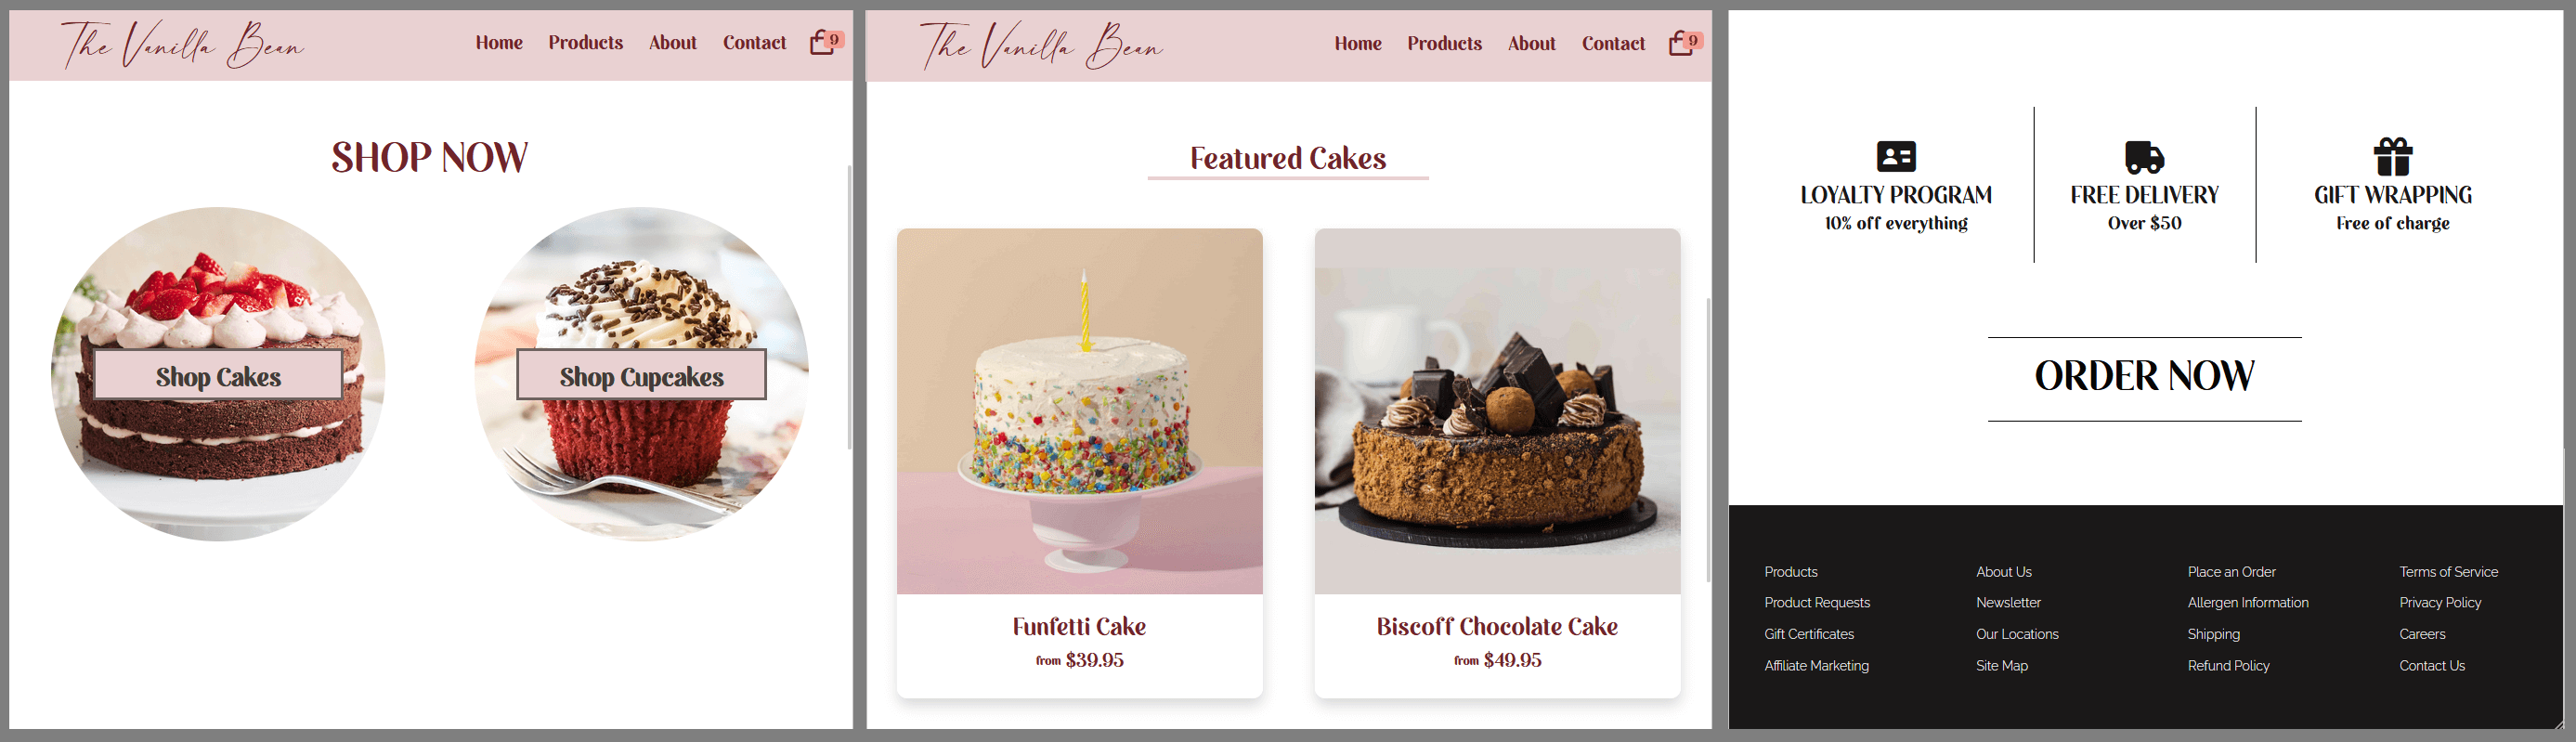 The Vanilla Bean
Home Products About Contact 9
SHOP NOW
Shop Cakes
Shop Cupcakes
The Vanilla Bean
Home Products About Contact 9
Featured Cakes
Funfetti Cake
from $39.95
Biscoff Chocolate Cake
from $49.95
LOYALTY PROGRAM
10% off everything
FREE DELIVERY
Over $50
GIFT WRAPPING
Free of charge
ORDER NOW
Products
Product Requests
Gift Certificates
Affiliate Marketing
About Us
Newsletter
Our Locations
Site Map
Place an Order
Allergen Information
Shipping
Refund Policy
Terms of Service
Privacy Policy
Careers
Contact Us